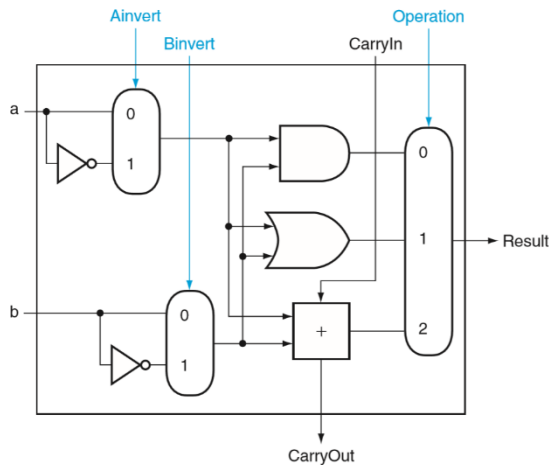 Ainvert
Operation
Binvert
CarryIn
a
0
1
0
1
Result
b
0
1
+
2
CarryOut